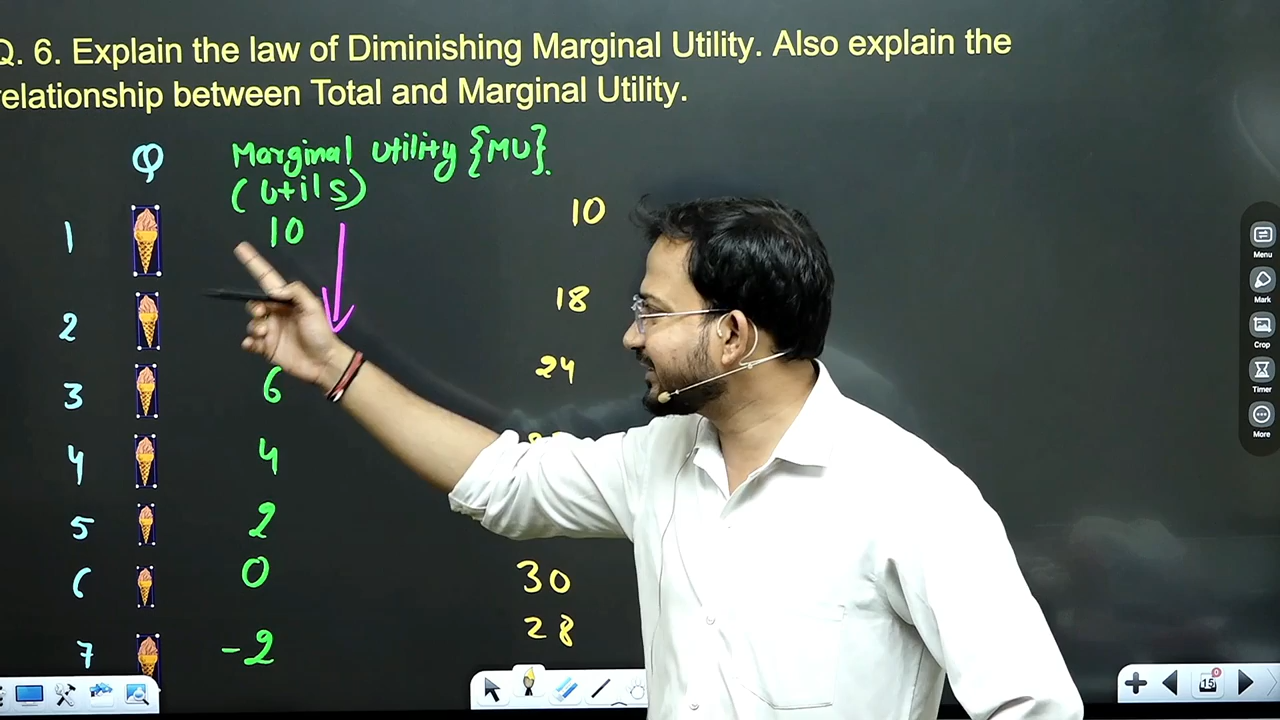 Q. 6. Explain the law of Diminishing Marginal Utility. Also explain the
relationship between Total and Marginal Utility.
Q Marginal Utility {MU}.
(Utils)
1 10 10
2 18
3 6 24
4 4
5 2
6 0 30
7 -2 28
Menu
Mark
Crop
Timer
More
15